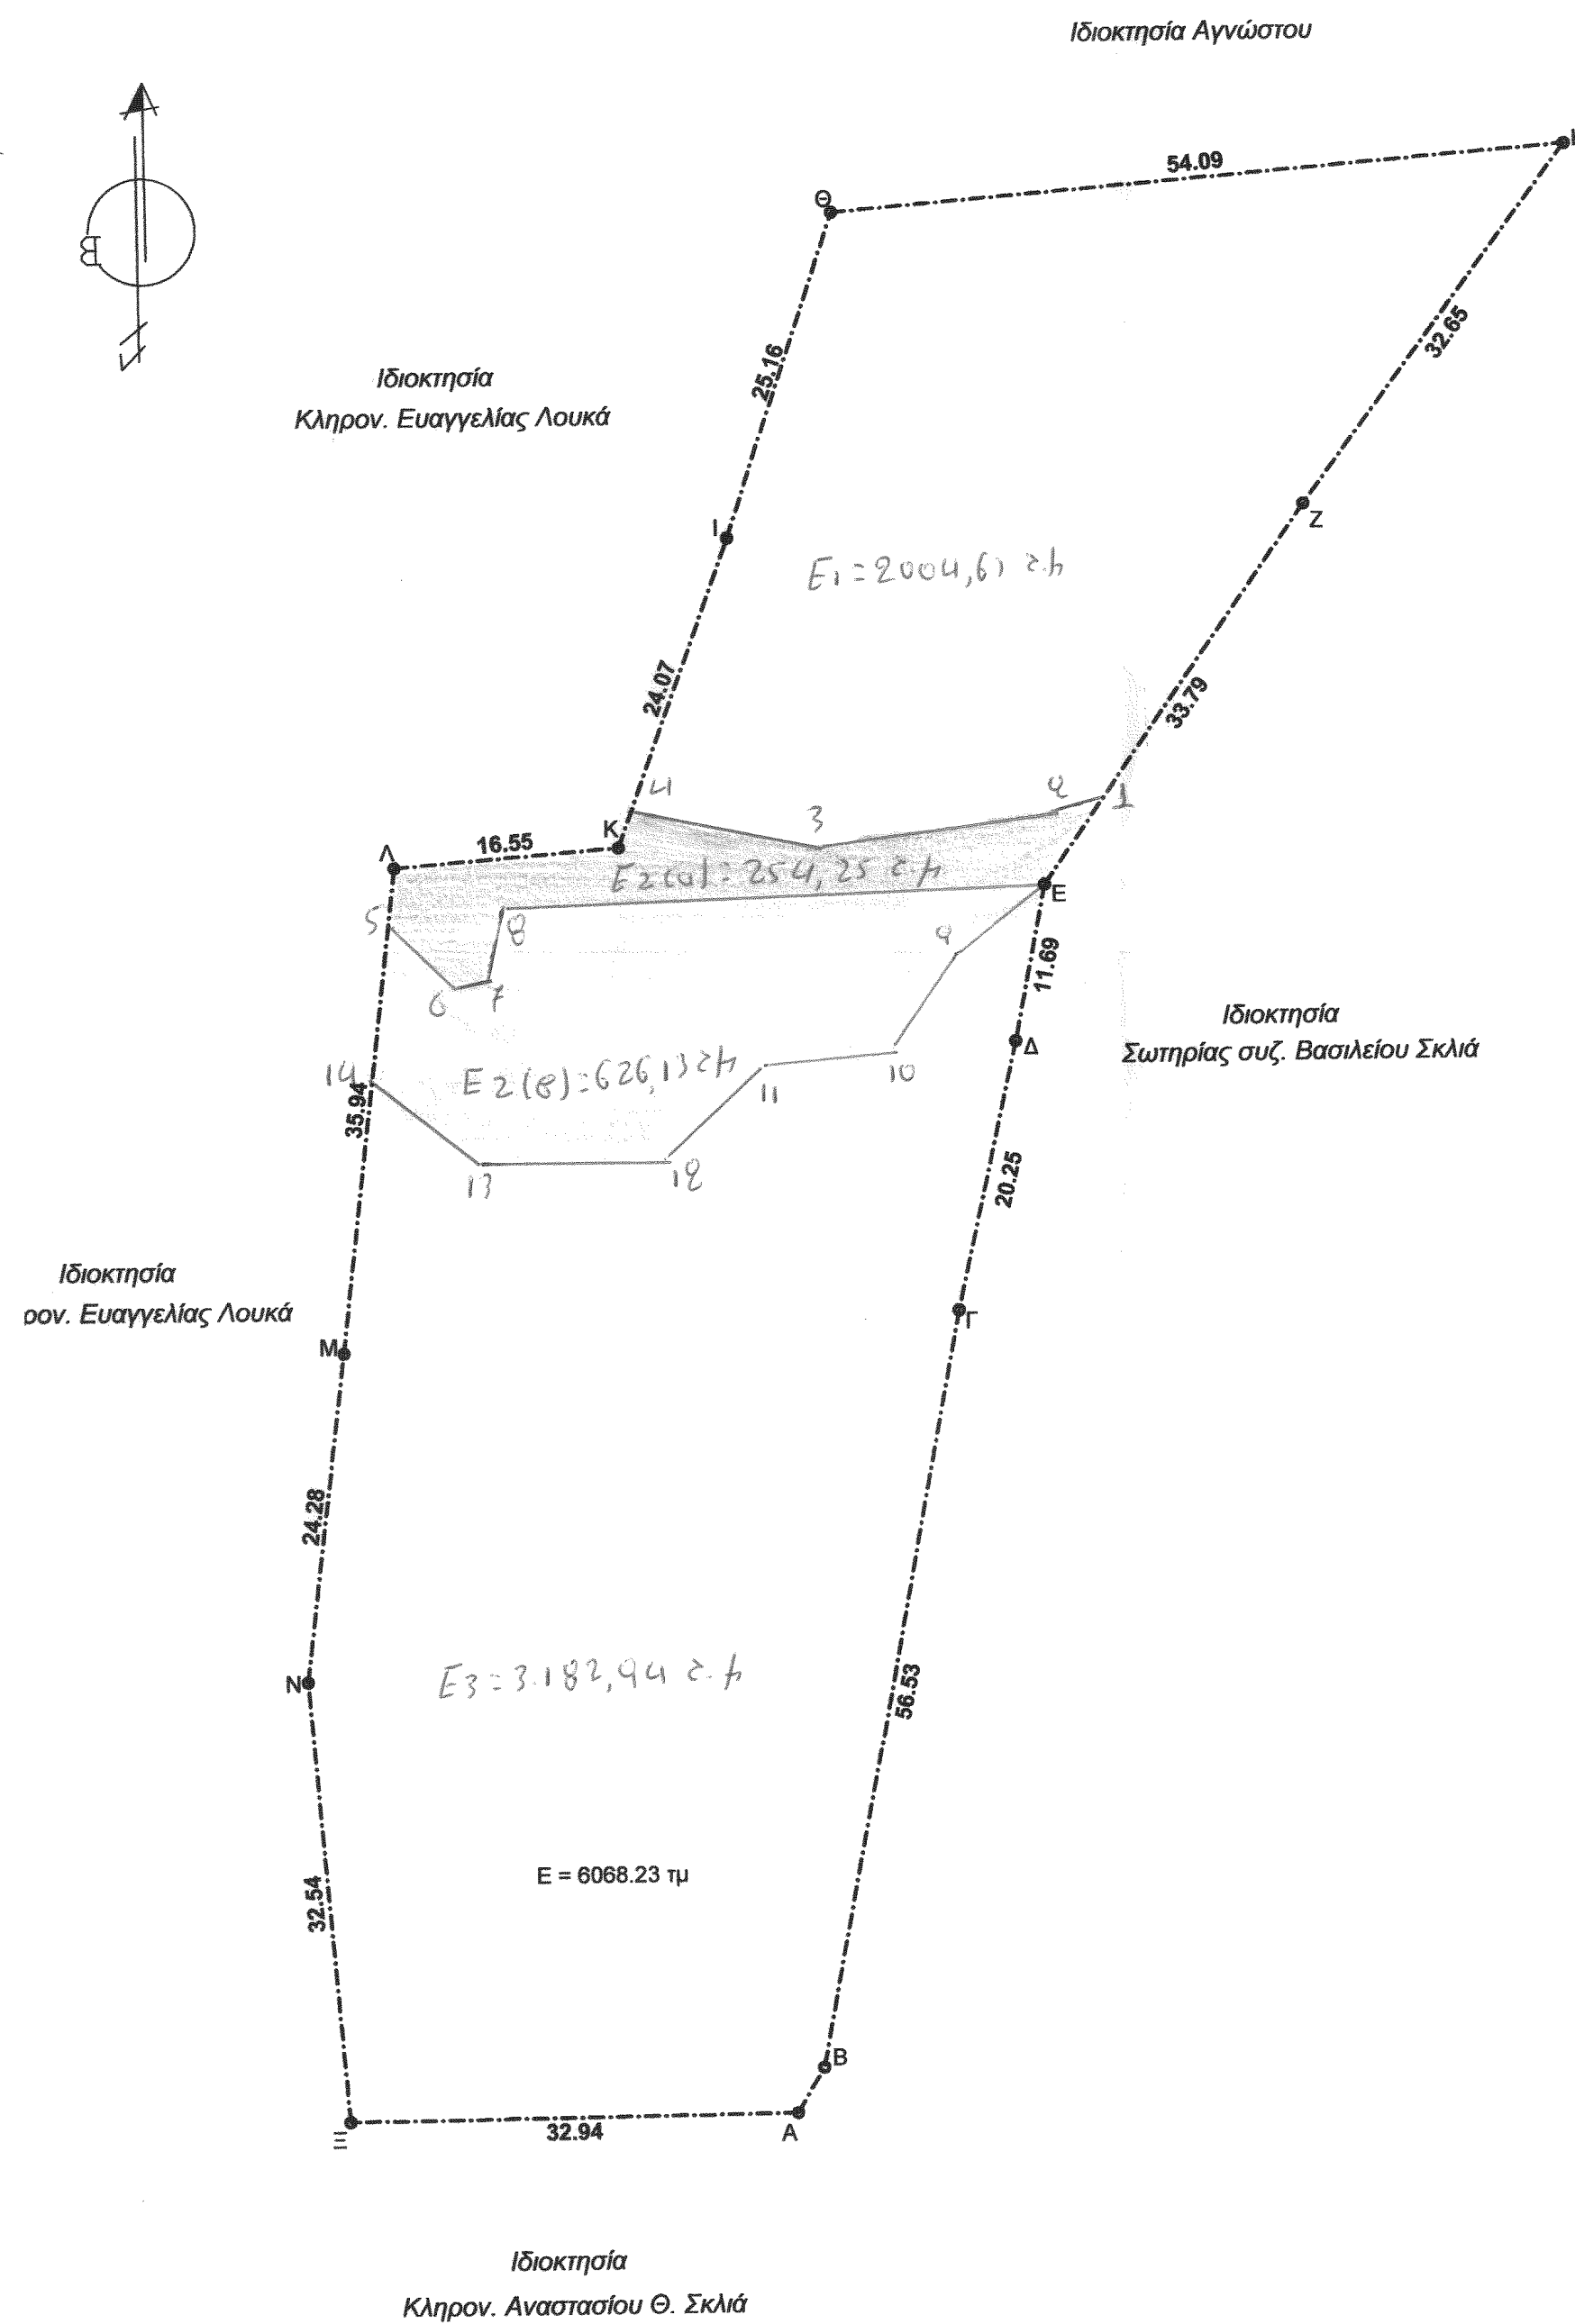 Ιδιοκτησία Αγνώστου
54.09
Θ
32.65
25.16
Ιδιοκτησία
Κληρον. Ευαγγελίας Λουκά
Β
Ι
Ζ
Ε1=2004,61 τ.μ
24.07
33.79
4
2
1
3
Κ
16.55
Λ
Ε2(α)=254,25 τ.μ
Ε
5
8
9
11.69
6
7
Ιδιοκτησία
Σωτηρίας συζ. Βασιλείου Σκλιά
Δ
14
Ε2(β)=626,13 τμ
11
10
35.94
13
12
20.25
Ιδιοκτησία
ρον. Ευαγγελίας Λουκά
Γ
Μ
24.28
Ν
Ε3=3.182,94 τ.μ
56.53
Ε = 6068.23 τμ
32.54
Β
Ξ
32.94
Α
Ιδιοκτησία
Κληρον. Αναστασίου Θ. Σκλιά